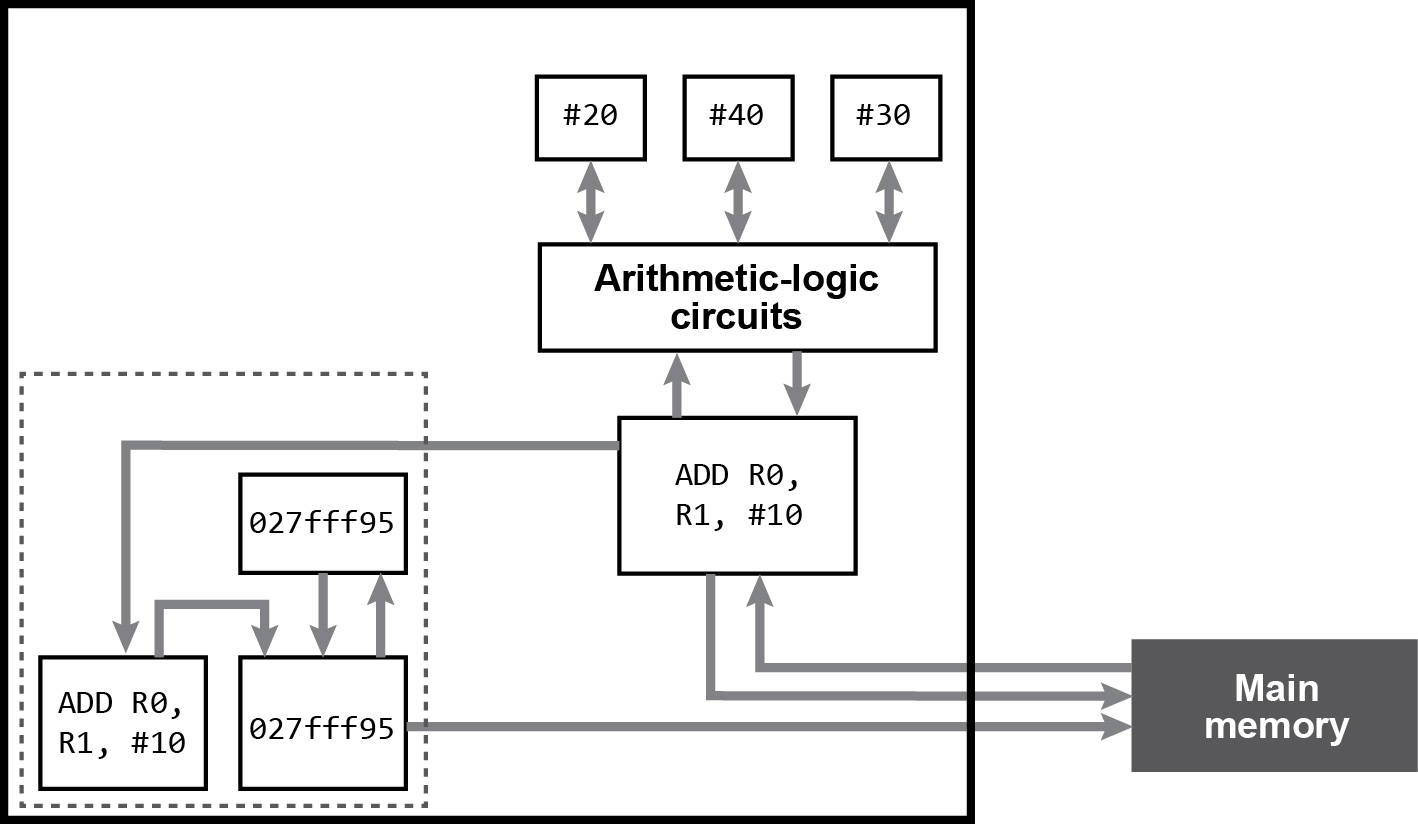 #20
#40
#30
Arithmetic-logic
circuits
ADD R0,
R1, #10
027fff95
ADD R0,
R1, #10
027fff95
Main
memory